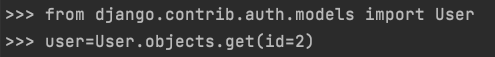 >>> from django.contrib.auth.models import User
>>> user=User.objects.get(id=2)